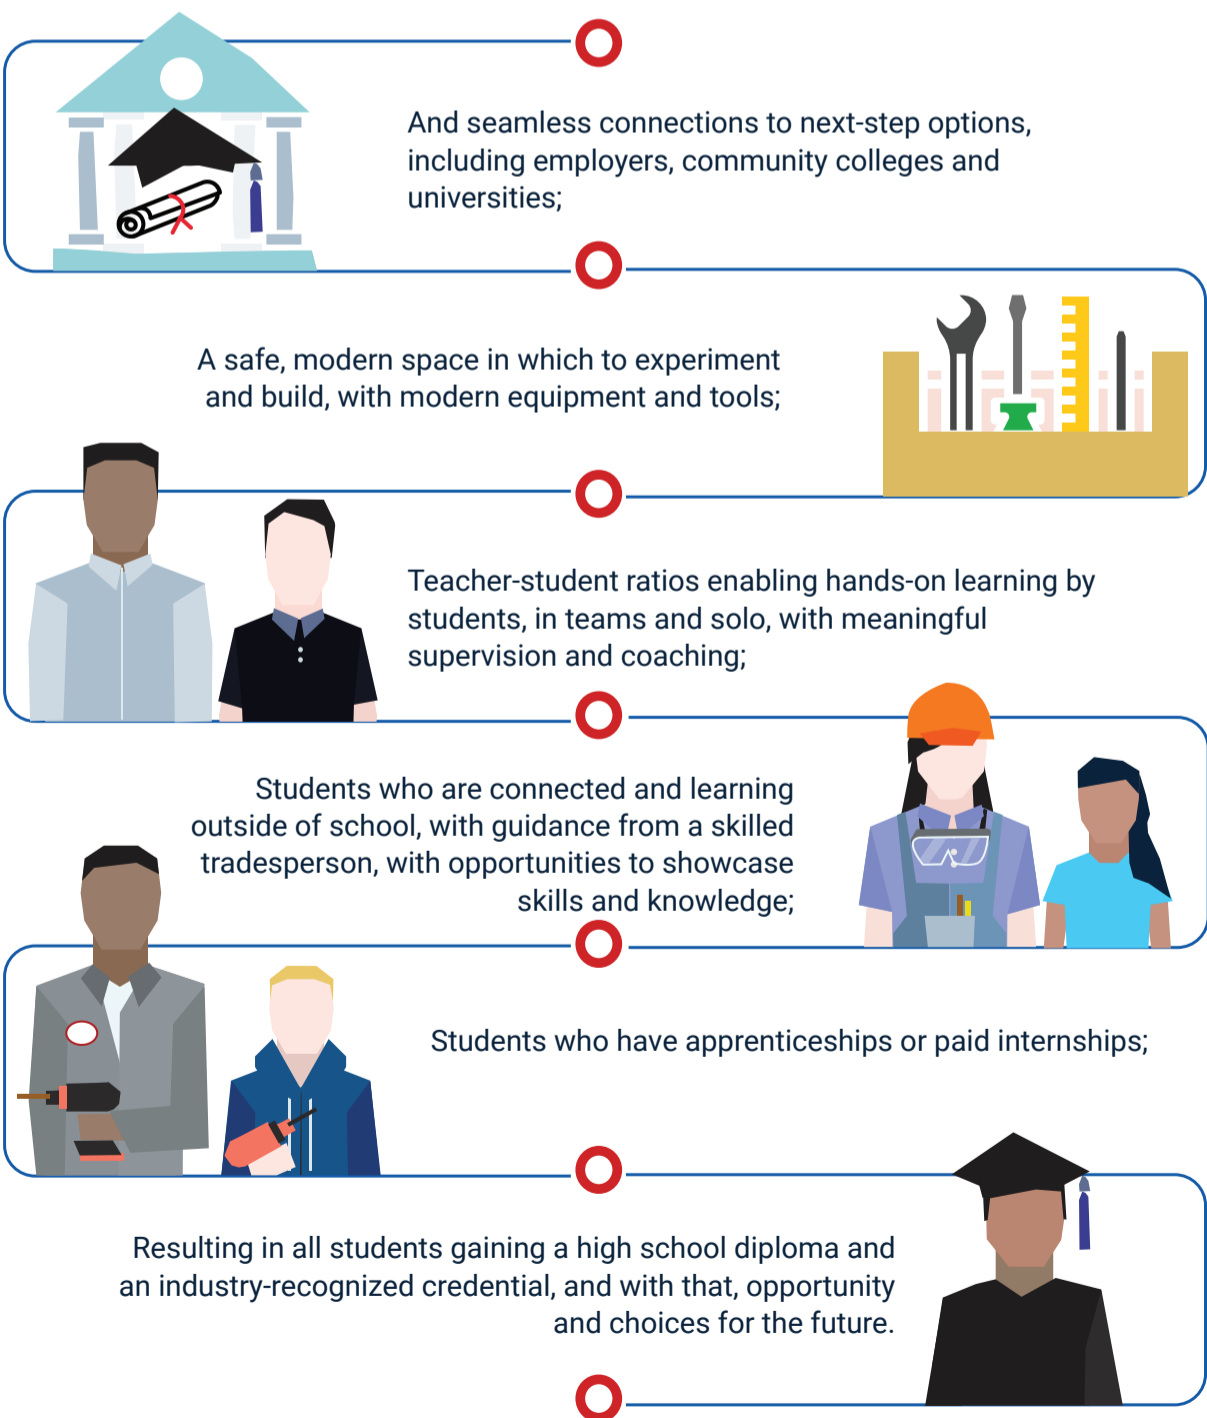 And seamless connections to next-step options,
including employers, community colleges and
universities;
A safe, modern space in which to experiment
and build, with modern equipment and tools;
Teacher-student ratios enabling hands-on learning by
students, in teams and solo, with meaningful
supervision and coaching;
Students who are connected and learning
outside of school, with guidance from a skilled
tradesperson, with opportunities to showcase
skills and knowledge;
Students who have apprenticeships or paid internships;
Resulting in all students gaining a high school diploma and
an industry-recognized credential, and with that, opportunity
and choices for the future.